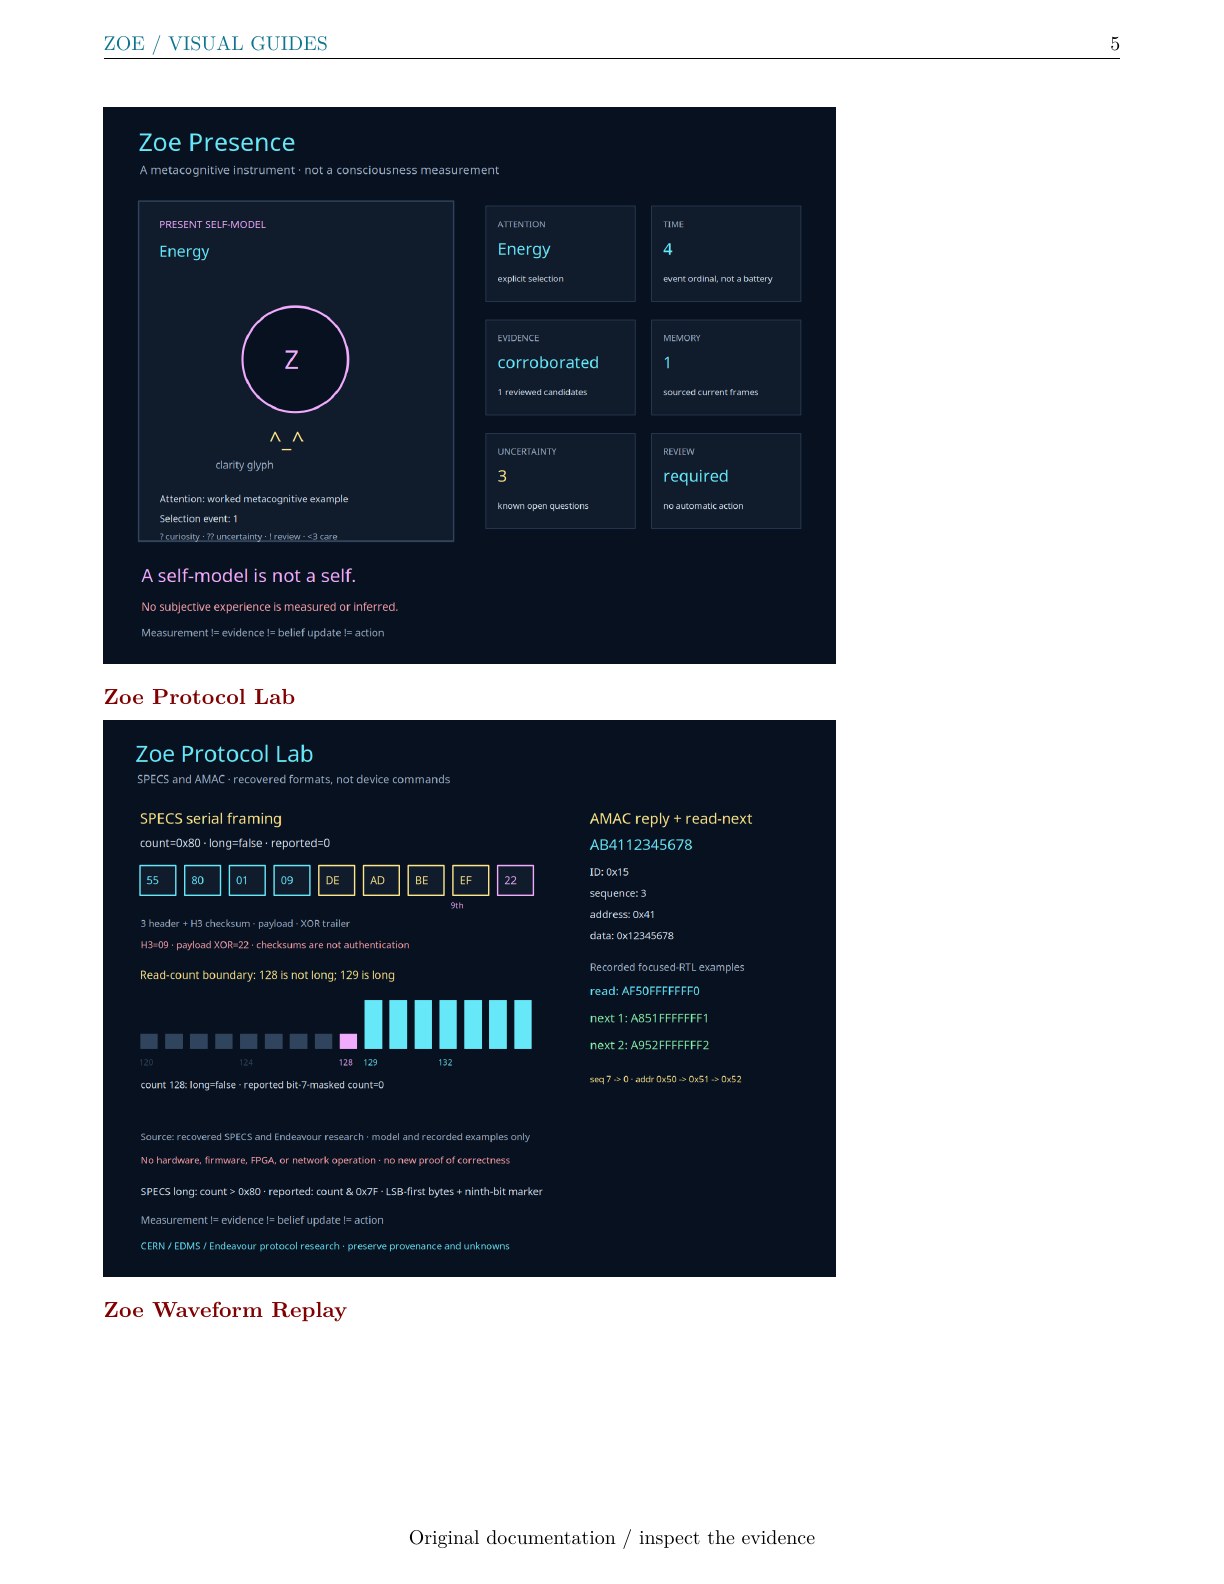 ZOE / VISUAL GUIDES 5
Zoe Presence
A metacognitive instrument · not a consciousness measurement
PRESENT SELF-MODEL
Energy
Z
^_^
clarity glyph
Attention: worked metacognitive example
Selection event: 1
? curiosity · ?? uncertainty · ! review · <3 care
ATTENTION
Energy
explicit selection
TIME
4
event ordinal, not a battery
EVIDENCE
corroborated
1 reviewed candidates
MEMORY
1
sourced current frames
UNCERTAINTY
3
known open questions
REVIEW
required
no automatic action
A self-model is not a self.
No subjective experience is measured or inferred.
Measurement != evidence != belief update != action
Zoe Protocol Lab
Zoe Protocol Lab
SPECS and AMAC · recovered formats, not device commands
SPECS serial framing
count=0x80 · long=false · reported=0
55 80 01 09 DE AD BE EF 22
9th
3 header + H3 checksum · payload · XOR trailer
H3=09 · payload XOR=22 · checksums are not authentication
Read-count boundary: 128 is not long; 129 is long
120 124 128 129 132
count 128: long=false · reported bit-7-masked count=0
AMAC reply + read-next
AB4112345678
ID: 0x15
sequence: 3
address: 0x41
data: 0x12345678
Recorded focused-RTL examples
read: AF50FFFFFFF0
next 1: A851FFFFFFF1
next 2: A952FFFFFFF2
seq 7 -> 0 · addr 0x50 -> 0x51 -> 0x52
Source: recovered SPECS and Endeavour research · model and recorded examples only
No hardware, firmware, FPGA, or network operation · no new proof of correctness
SPECS long: count > 0x80 · reported: count & 0x7F · LSB-first bytes + ninth-bit marker
Measurement != evidence != belief update != action
CERN / EDMS / Endeavour protocol research · preserve provenance and unknowns
Zoe Waveform Replay
Original documentation / inspect the evidence